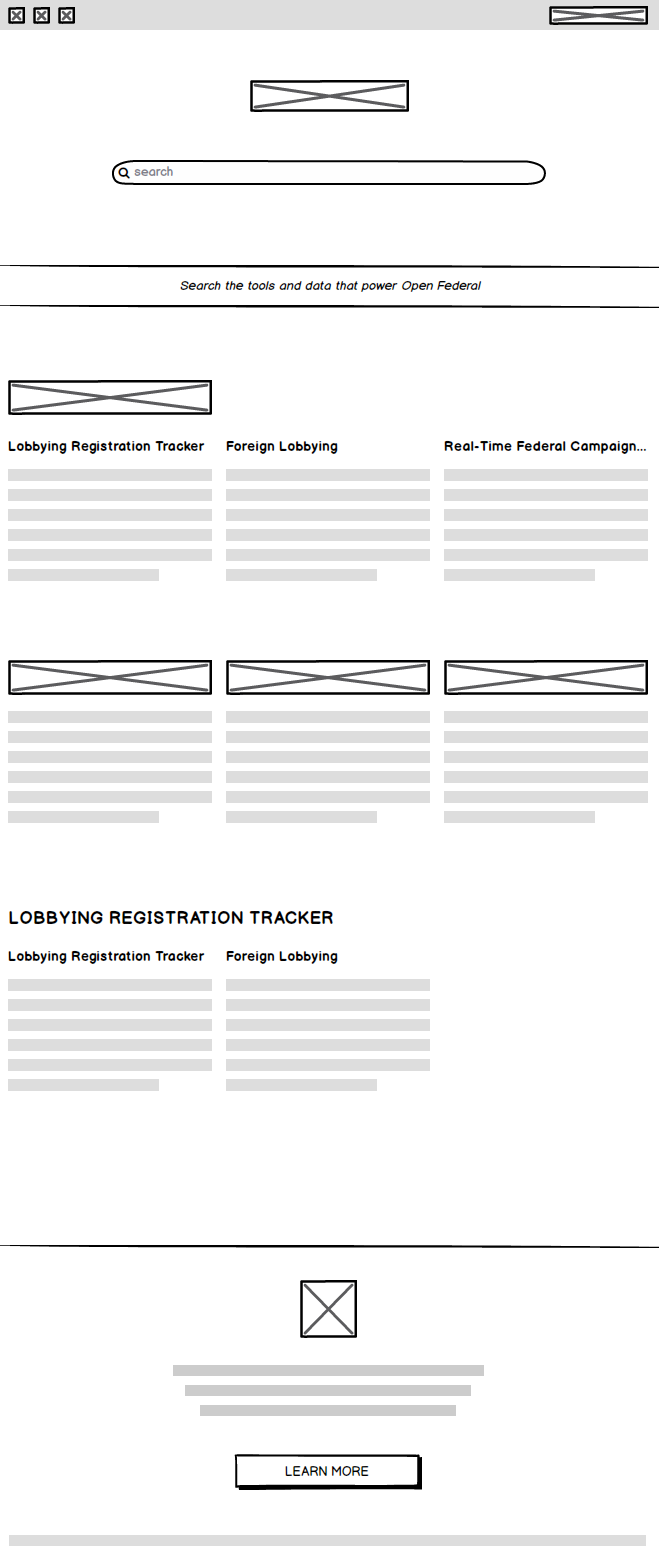 search
Search the tools and data that power Open Federal
Lobbying Registration Tracker
Foreign Lobbying
Real-Time Federal Campaign...
LOBBYING REGISTRATION TRACKER
Lobbying Registration Tracker
Foreign Lobbying
LEARN MORE